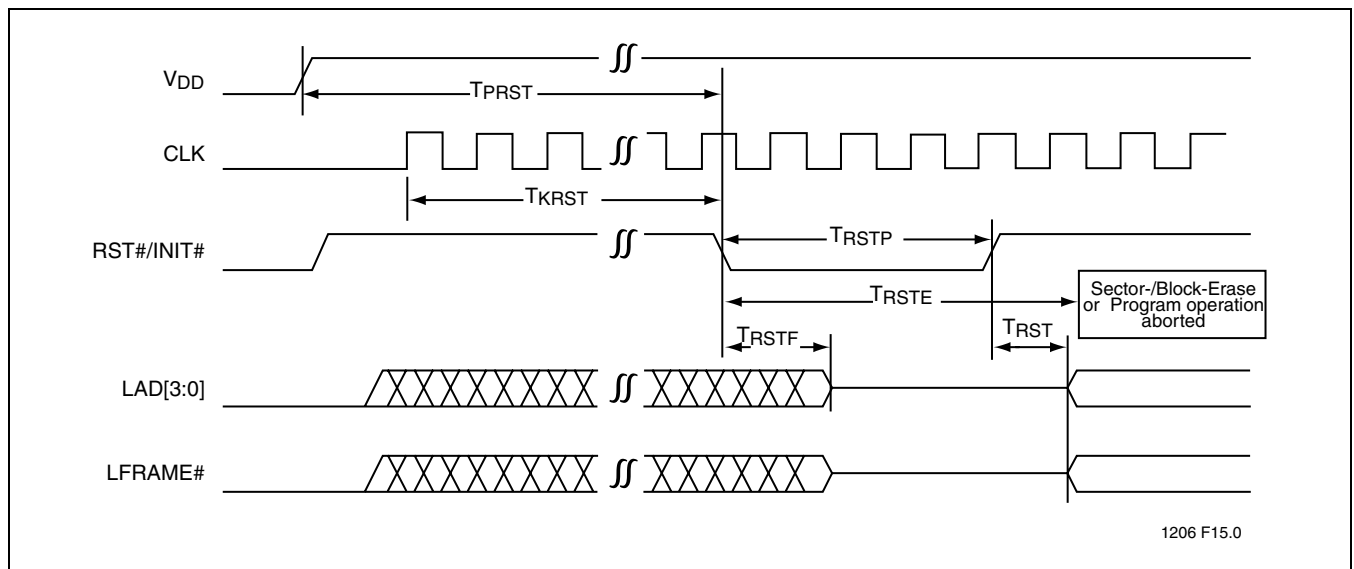 VDD
TPRST
CLK
TKRST
RST#/INIT#
TRSTP
TRSTE
Sector-/Block-Erase
or Program operation
aborted
TRSTF
TRST
LAD[3:0]
LFRAME#
1206 F15.0